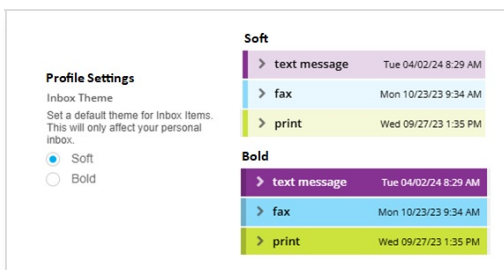 Profile Settings
Inbox Theme
Set a default theme for Inbox Items.
This will only affect your personal
inbox.
Soft
Bold
Soft
text message Tue 04/02/24 8:29 AM
fax Mon 10/23/23 9:34 AM
print Wed 09/27/23 1:35 PM
Bold
text message Tue 04/02/24 8:29 AM
fax Mon 10/23/23 9:34 AM
print Wed 09/27/23 1:35 PM